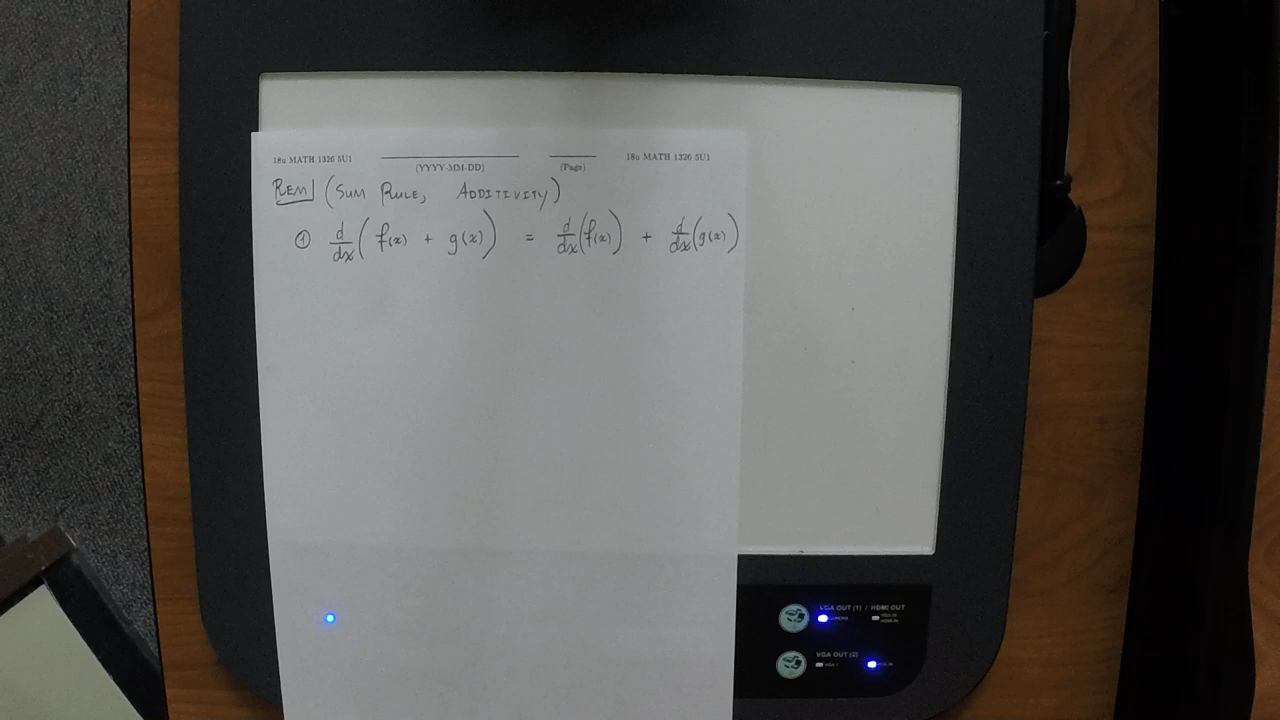 18u MATH 1326 5U1 (YYYY-MM-DD) (Page) 18u MATH 1326 5U1
REM (SUM RULE, ADDITIVITY)
① d/dx( f(x) + g(x) ) = d/dx(f(x)) + d/dx(g(x))
VGA OUT (1) / HDMI OUT
VGA OUT (2)